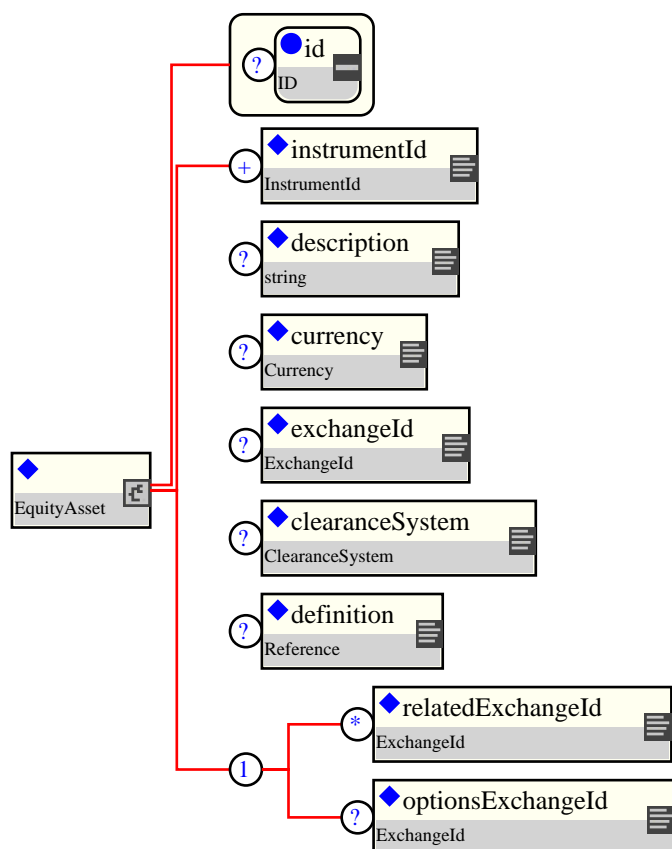 ?
id
ID
+
instrumentId
InstrumentId
?
description
string
?
currency
Currency
?
exchangeId
ExchangeId
EquityAsset
?
clearanceSystem
ClearanceSystem
?
definition
Reference
1
*
relatedExchangeId
ExchangeId
?
optionsExchangeId
ExchangeId